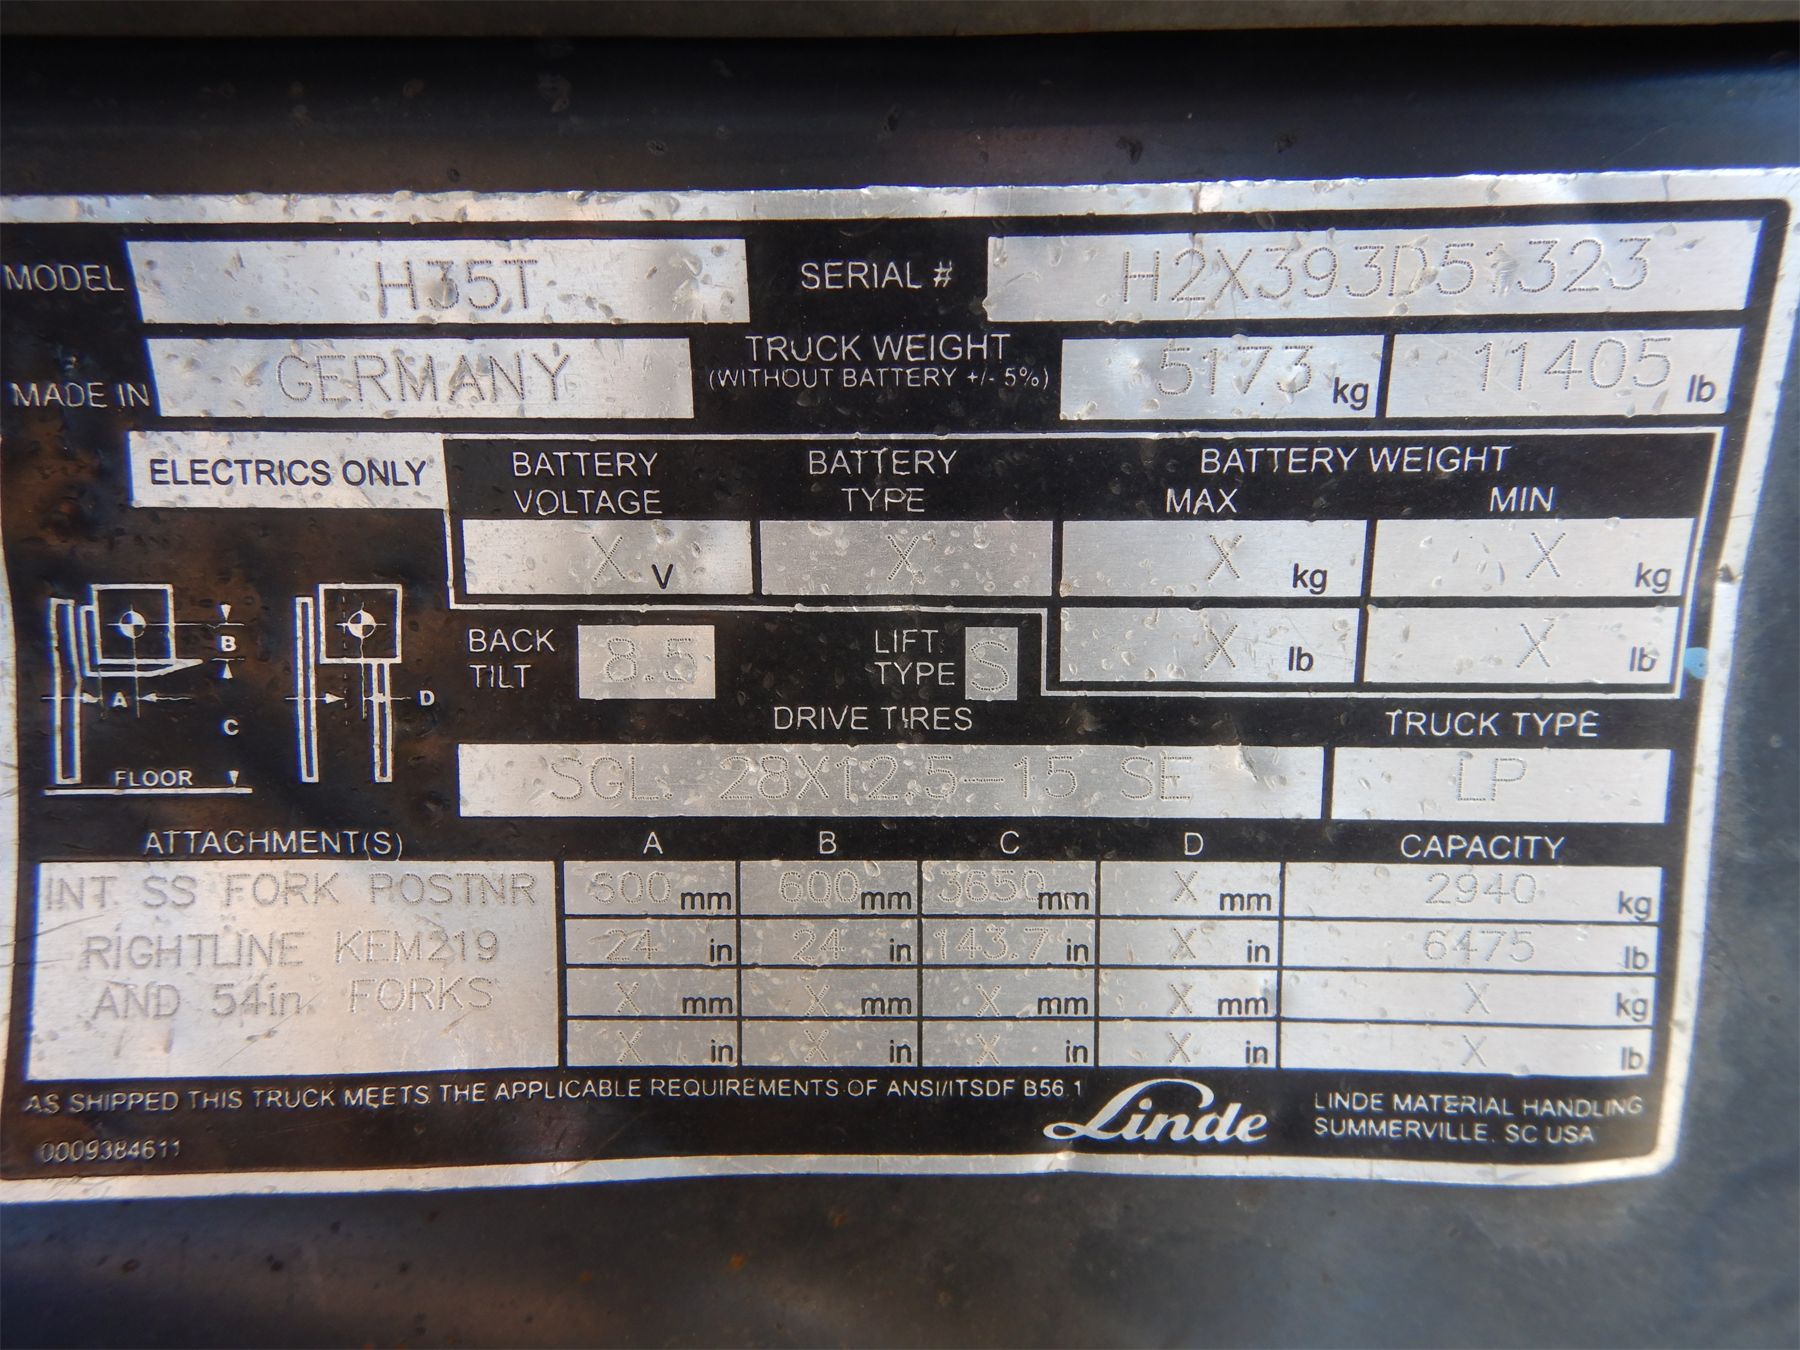 MODEL H35T SERIAL # H2X393D51323
MADE IN GERMANY TRUCK WEIGHT (WITHOUT BATTERY +/- 5%) 5173 kg 11405 lb
ELECTRICS ONLY BATTERY VOLTAGE BATTERY TYPE BATTERY WEIGHT
MAX MIN
X V X X kg X kg
X lb X lb
BACK TILT 8.5 LIFT TYPE S
DRIVE TIRES TRUCK TYPE
SGL. 28X12.5-15 SE LP
A B C D
FLOOR
ATTACHMENT(S) A B C D CAPACITY
INT. SS FORK POSTNR 600 mm 600 mm 3650 mm X mm 2940 kg
RIGHTLINE KEM219 24 in 24 in 143.7 in X in 6475 lb
AND 54in. FORKS X mm X mm X mm X mm X kg
X in X in X in X in X lb
AS SHIPPED THIS TRUCK MEETS THE APPLICABLE REQUIREMENTS OF ANSI/ITSDF B56.1
Linde
LINDE MATERIAL HANDLING
SUMMERVILLE, SC USA
0009384611